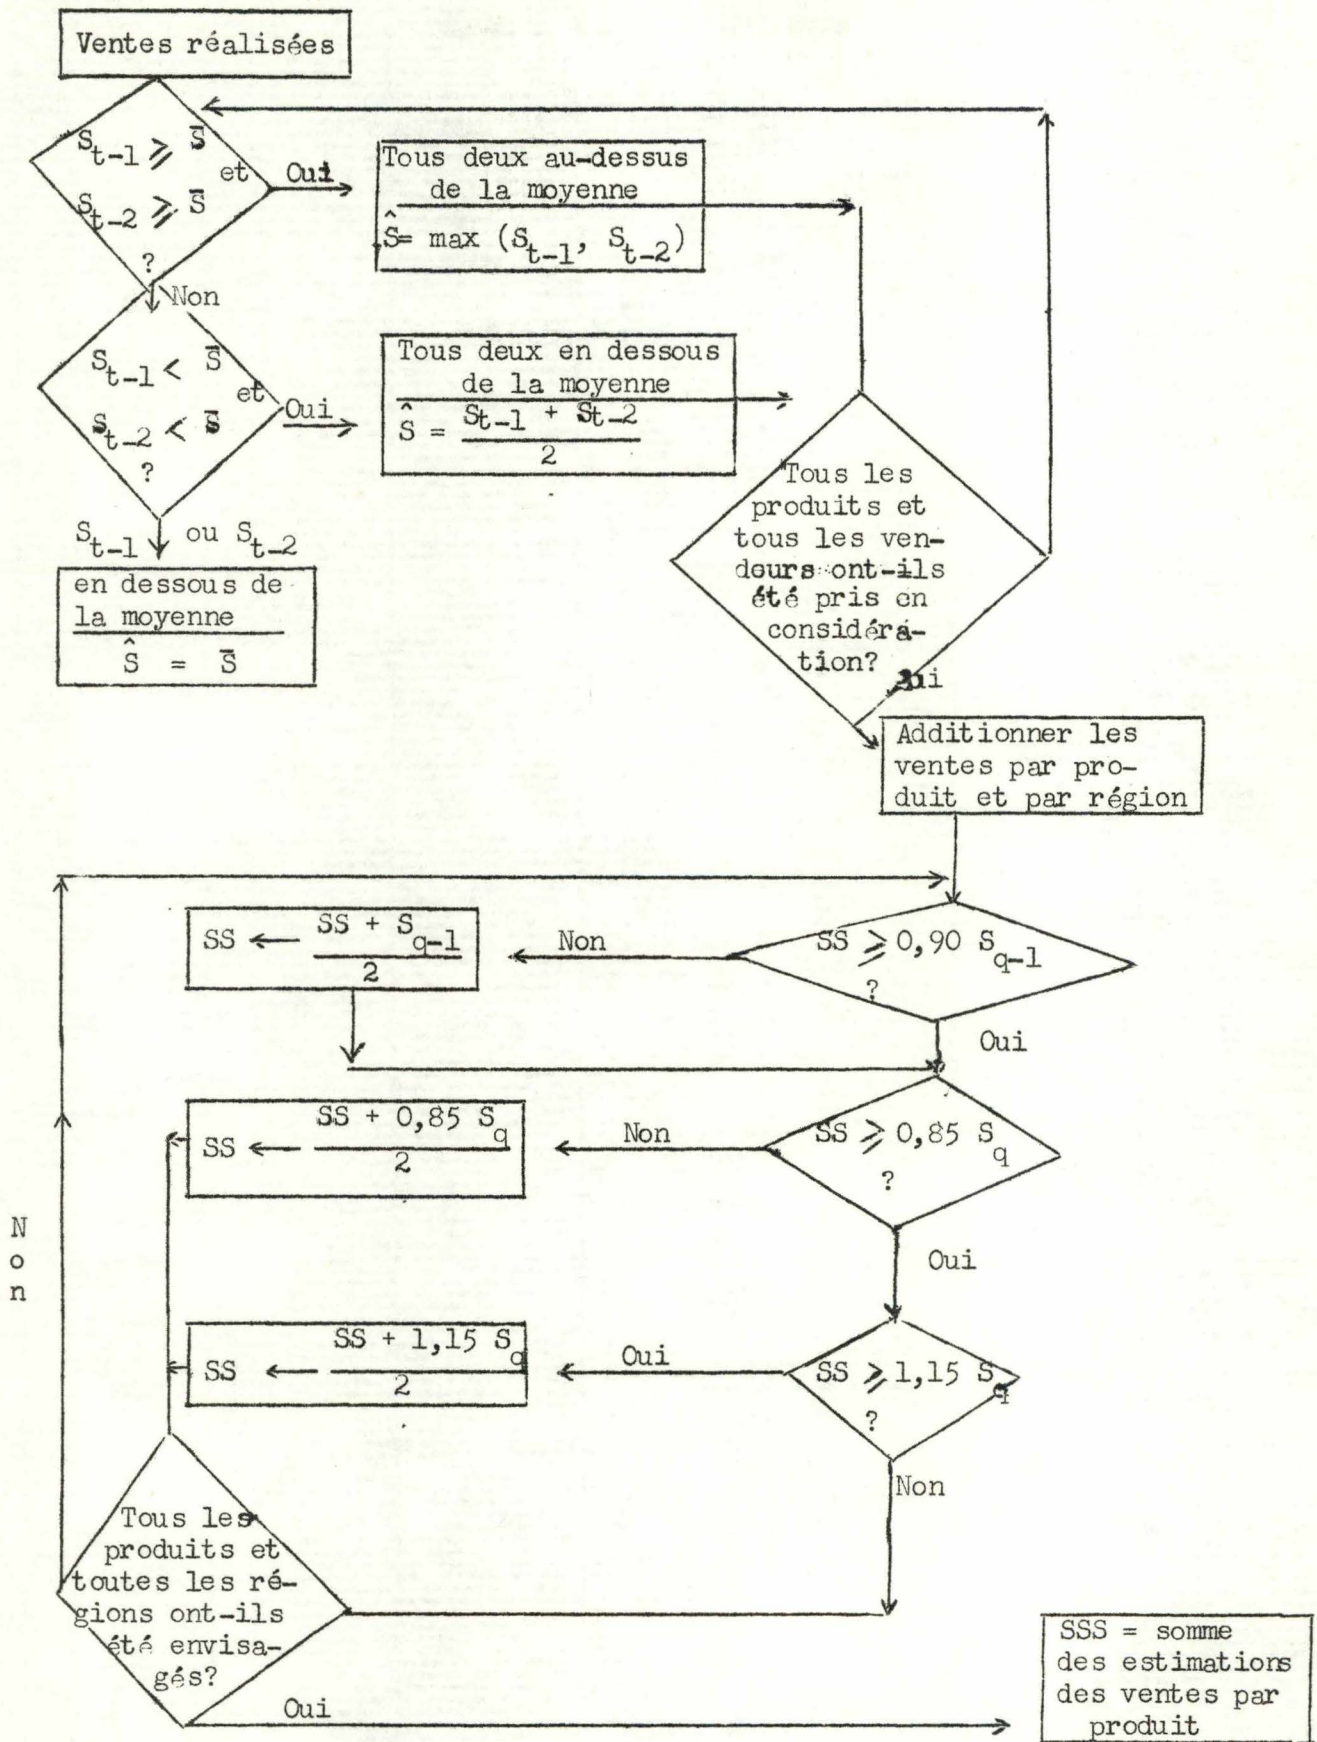 Ventes réalisées
S_{t-1} ⩾ S̄
et
S_{t-2} ⩾ S̄
?
Oui
Tous deux au-dessus
de la moyenne
Ŝ= max (S_{t-1}, S_{t-2})
Non
S_{t-1} < S̄
et
S_{t-2} < S̄
?
Oui
Tous deux en dessous
de la moyenne
Ŝ = (S_{t-1} + S_{t-2})/2
S_{t-1} ou S_{t-2}
en dessous de
la moyenne
Ŝ = S̄
Tous les
produits et
tous les ven-
deurs ont-ils
été pris en
considéra-
tion?
Oui
Additionner les
ventes par pro-
duit et par région
SS ⩾ 0,90 S_{q-1}
?
Non
SS ← (SS + S_{q-1})/2
Oui
SS ⩾ 0,85 S_q
?
Non
SS ← (SS + 0,85 S_q)/2
Oui
SS ⩾ 1,15 S_q
?
Oui
SS ← (SS + 1,15 S_q)/2
Non
Tous les
produits et
toutes les ré-
gions ont-ils
été envisa-
gés?
N
o
n
Oui
SSS = somme
des estimations
des ventes par
produit